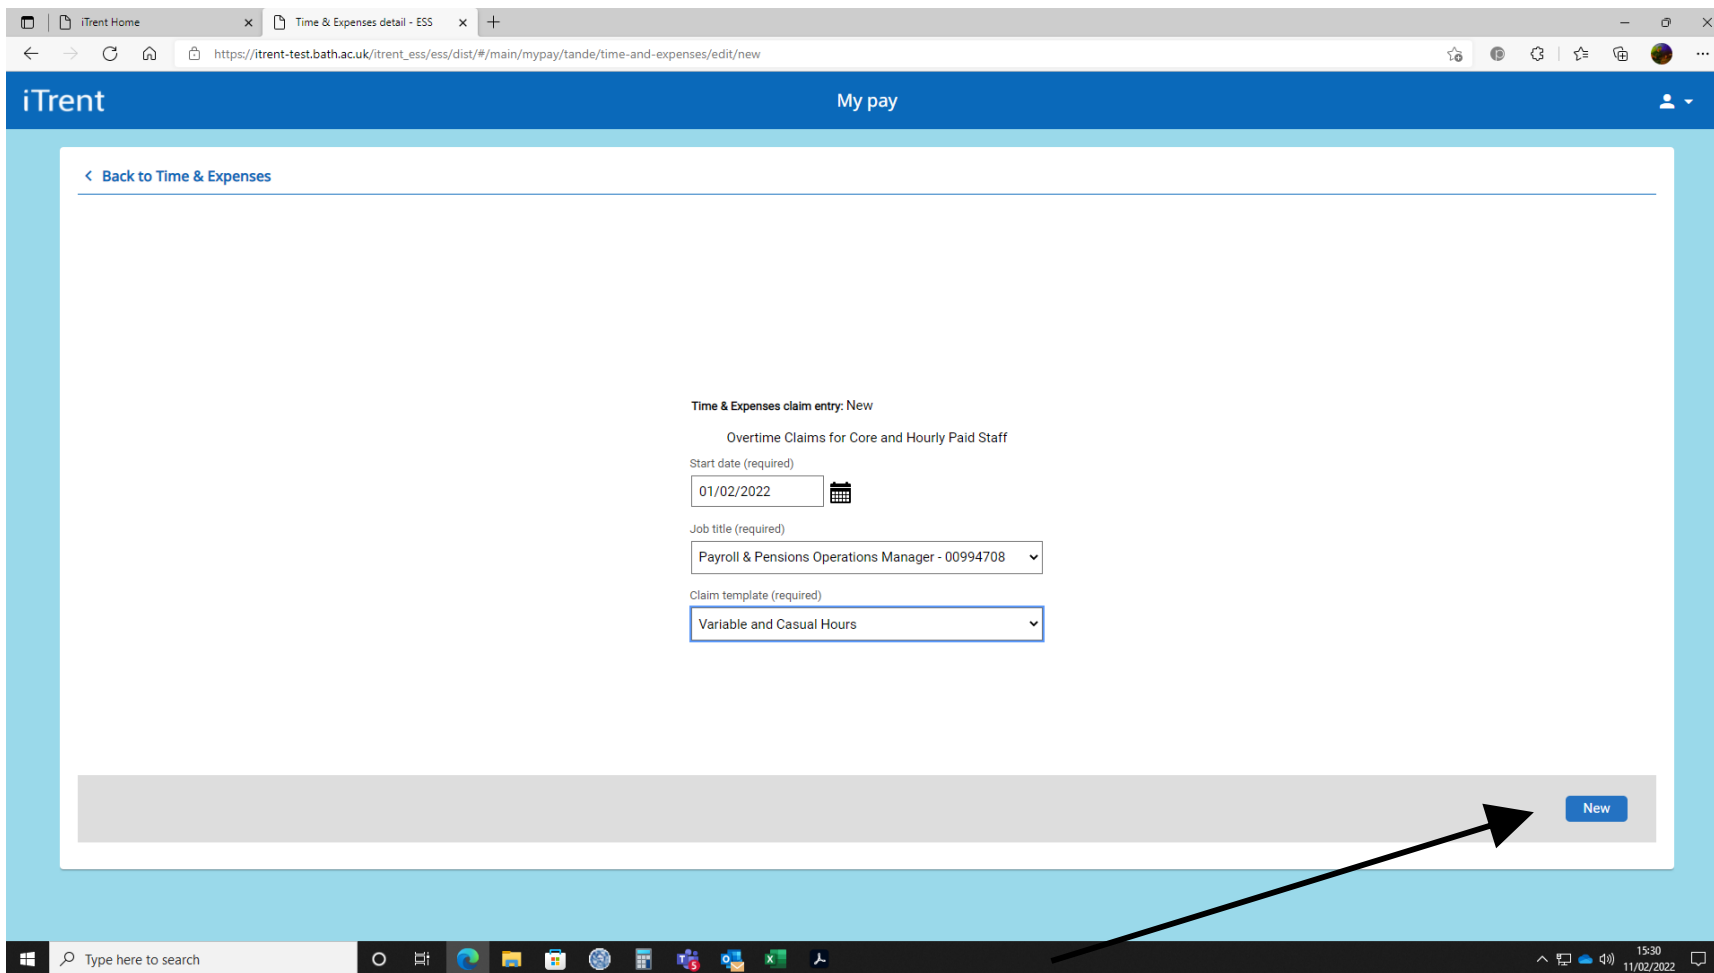 iTrent Home
Time & Expenses detail - ESS
https://itrent-test.bath.ac.uk/itrent_ess/ess/dist/#/main/mypay/tande/time-and-expenses/edit/new
iTrent
My pay
Back to Time & Expenses
Time & Expenses claim entry: New
Overtime Claims for Core and Hourly Paid Staff
Start date (required)
01/02/2022
Job title (required)
Payroll & Pensions Operations Manager - 00994708
Claim template (required)
Variable and Casual Hours
New
Type here to search
15:30
11/02/2022